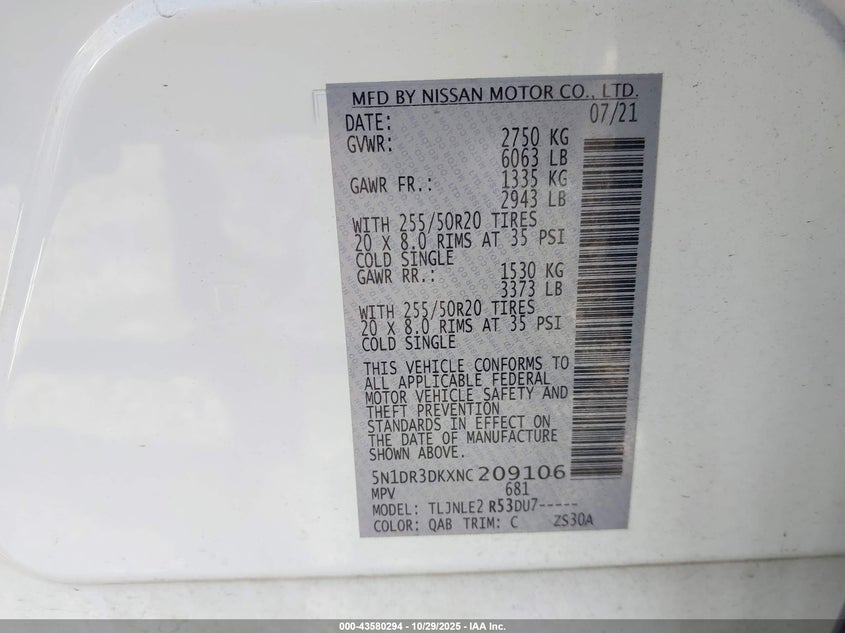 MFD BY NISSAN MOTOR CO., LTD.
DATE: 07/21
GVWR: 2750 KG
6063 LB
GAWR FR.: 1335 KG
2943 LB
WITH 255/50R20 TIRES
20 X 8.0 RIMS AT 35 PSI
COLD SINGLE
GAWR RR.: 1530 KG
3373 LB
WITH 255/50R20 TIRES
20 X 8.0 RIMS AT 35 PSI
COLD SINGLE
THIS VEHICLE CONFORMS TO
ALL APPLICABLE FEDERAL
MOTOR VEHICLE SAFETY AND
THEFT PREVENTION
STANDARDS IN EFFECT ON
THE DATE OF MANUFACTURE
SHOWN ABOVE.
5N1DR3DKXNC209106
MPV 681
MODEL: TLJNLE2 R53DU7-----
COLOR: QAB TRIM: C ZS30A
000-43580294 - 10/29/2025 - IAA Inc.